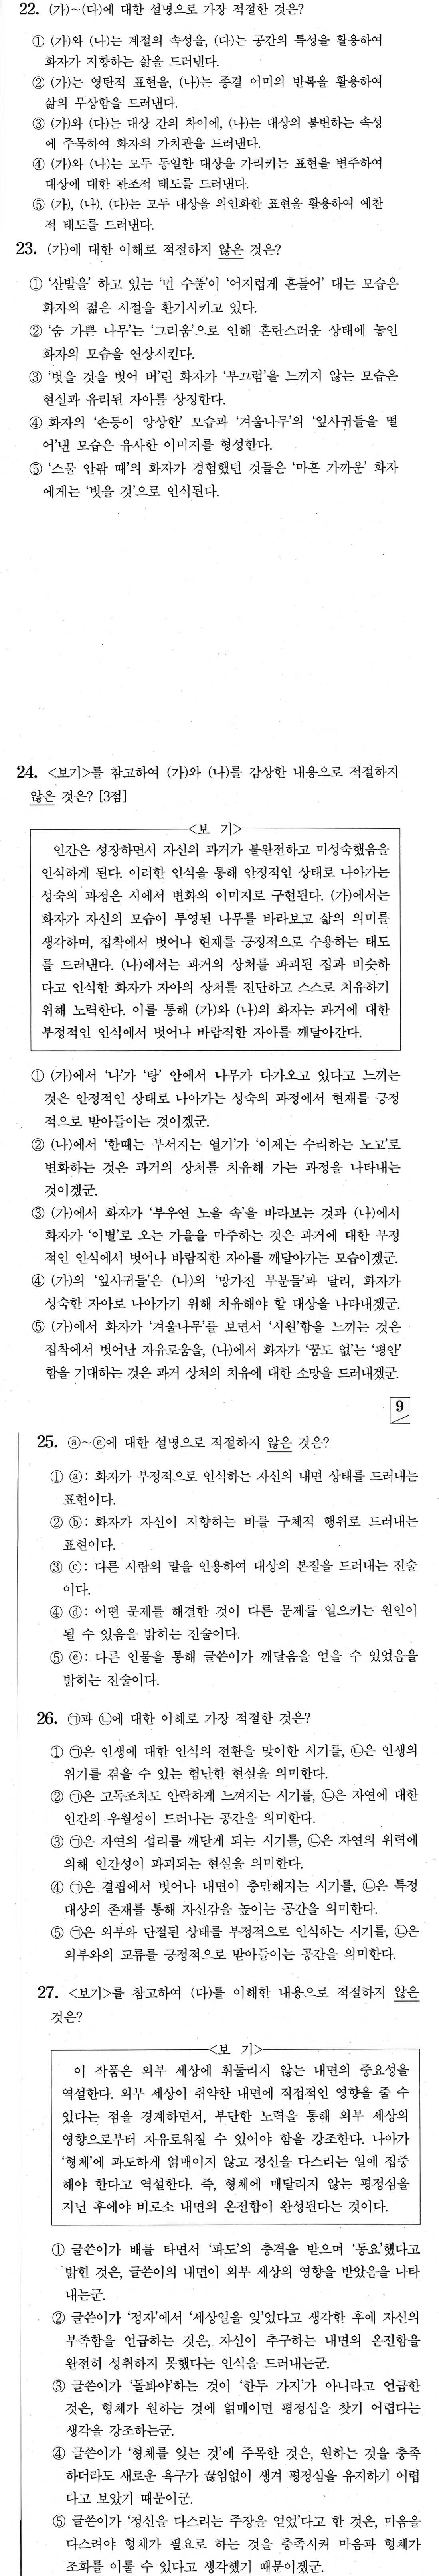 22. (가)~(다)에 대한 설명으로 가장 적절한 것은?
① (가)와 (나)는 계절의 속성을, (다)는 공간의 특성을 활용하여
화자가 지향하는 삶을 드러낸다.
② (가)는 영탄적 표현을, (나)는 종결 어미의 반복을 활용하여
삶의 무상함을 드러낸다.
③ (가)와 (다)는 대상 간의 차이에, (나)는 대상의 불변하는 속성
에 주목하여 화자의 가치관을 드러낸다.
④ (가)와 (나)는 모두 동일한 대상을 가리키는 표현을 변주하여
대상에 대한 관조적 태도를 드러낸다.
⑤ (가), (나), (다)는 모두 대상을 의인화한 표현을 활용하여 예찬
적 태도를 드러낸다.
23. (가)에 대한 이해로 적절하지 않은 것은?
① ‘산발을’ 하고 있는 ‘먼 수풀’이 ‘어지럽게 흔들어’ 대는 모습은
화자의 젊은 시절을 환기시키고 있다.
② ‘숨 가쁜 나무’는 ‘그리움’으로 인해 혼란스러운 상태에 놓인
화자의 모습을 연상시킨다.
③ ‘벗을 것을 벗어 버’린 화자가 ‘부끄럼’을 느끼지 않는 모습은
현실과 유리된 자아를 상징한다.
④ 화자의 ‘손등이 앙상한’ 모습과 ‘겨울나무’의 ‘잎사귀들을 떨
어’낸 모습은 유사한 이미지를 형성한다.
⑤ ‘스물 안팎 때’의 화자가 경험했던 것들은 ‘마흔 가까운’ 화자
에게는 ‘벗을 것’으로 인식된다.
24. <보기>를 참고하여 (가)와 (나)를 감상한 내용으로 적절하지
않은 것은? [3점]
<보 기>
인간은 성장하면서 자신의 과거가 불완전하고 미성숙했음을
인식하게 된다. 이러한 인식을 통해 안정적인 상태로 나아가는
성숙의 과정은 시에서 변화의 이미지로 구현된다. (가)에서는
화자가 자신의 모습이 투영된 나무를 바라보고 삶의 의미를
생각하며, 집착에서 벗어나 현재를 긍정적으로 수용하는 태도
를 드러낸다. (나)에서는 과거의 상처를 파괴된 집과 비슷하
다고 인식한 화자가 자아의 상처를 진단하고 스스로 치유하기
위해 노력한다. 이를 통해 (가)와 (나)의 화자는 과거에 대한
부정적인 인식에서 벗어나 바람직한 자아를 깨달아간다.
① (가)에서 ‘나’가 ‘탕’ 안에서 나무가 다가오고 있다고 느끼는
것은 안정적인 상태로 나아가는 성숙의 과정에서 현재를 긍정
적으로 받아들이는 것이겠군.
② (나)에서 ‘한때는 부서지는 열기’가 ‘이제는 수리하는 노고’로
변화하는 것은 과거의 상처를 치유해 가는 과정을 나타내는
것이겠군.
③ (가)에서 화자가 ‘부우연 노을 속’을 바라보는 것과 (나)에서
화자가 ‘이별’로 오는 가을을 마주하는 것은 과거에 대한 부정
적인 인식에서 벗어나 바람직한 자아를 깨달아가는 모습이겠군.
④ (가)의 ‘잎사귀들’은 (나)의 ‘망가진 부분들’과 달리, 화자가
성숙한 자아로 나아가기 위해 치유해야 할 대상을 나타내겠군.
⑤ (가)에서 화자가 ‘겨울나무’를 보면서 ‘시원’함을 느끼는 것은
집착에서 벗어난 자유로움을, (나)에서 화자가 ‘꿈도 없’는 ‘평안’
함을 기대하는 것은 과거 상처의 치유에 대한 소망을 드러내겠군.
9
25. ⓐ~ⓔ에 대한 설명으로 적절하지 않은 것은?
① ⓐ: 화자가 부정적으로 인식하는 자신의 내면 상태를 드러내는
표현이다.
② ⓑ: 화자가 자신이 지향하는 바를 구체적 행위로 드러내는
표현이다.
③ ⓒ: 다른 사람의 말을 인용하여 대상의 본질을 드러내는 진술
이다.
④ ⓓ: 어떤 문제를 해결한 것이 다른 문제를 일으키는 원인이
될 수 있음을 밝히는 진술이다.
⑤ ⓔ: 다른 인물을 통해 글쓴이가 깨달음을 얻을 수 있었음을
밝히는 진술이다.
26. ㉠과 ㉡에 대한 이해로 가장 적절한 것은?
① ㉠은 인생에 대한 인식의 전환을 맞이한 시기를, ㉡은 인생의
위기를 겪을 수 있는 험난한 현실을 의미한다.
② ㉠은 고독조차도 안락하게 느껴지는 시기를, ㉡은 자연에 대한
인간의 우월성이 드러나는 공간을 의미한다.
③ ㉠은 자연의 섭리를 깨닫게 되는 시기를, ㉡은 자연의 위력에
의해 인간성이 파괴되는 현실을 의미한다.
④ ㉠은 결핍에서 벗어나 내면이 충만해지는 시기를, ㉡은 특정
대상의 존재를 통해 자신감을 높이는 공간을 의미한다.
⑤ ㉠은 외부와 단절된 상태를 부정적으로 인식하는 시기를, ㉡은
외부와의 교류를 긍정적으로 받아들이는 공간을 의미한다.
27. <보기>를 참고하여 (다)를 이해한 내용으로 적절하지 않은
것은?
<보 기>
이 작품은 외부 세상에 휘둘리지 않는 내면의 중요성을
역설한다. 외부 세상이 취약한 내면에 직접적인 영향을 줄 수
있다는 점을 경계하면서, 부단한 노력을 통해 외부 세상의
영향으로부터 자유로워질 수 있어야 함을 강조한다. 나아가
‘형체’에 과도하게 얽매이지 않고 정신을 다스리는 일에 집중
해야 한다고 역설한다. 즉, 형체에 매달리지 않는 평정심을
지닌 후에야 비로소 내면의 온전함이 완성된다는 것이다.
① 글쓴이가 배를 타면서 ‘파도’의 충격을 받으며 ‘동요’했다고
밝힌 것은, 글쓴이의 내면이 외부 세상의 영향을 받았음을 나타
내는군.
② 글쓴이가 ‘정자’에서 ‘세상일을 잊’었다고 생각한 후에 자신의
부족함을 언급하는 것은, 자신이 추구하는 내면의 온전함을
완전히 성취하지 못했다는 인식을 드러내는군.
③ 글쓴이가 ‘돌봐야’하는 것이 ‘한두 가지’가 아니라고 언급한
것은, 형체가 원하는 것에 얽매이면 평정심을 찾기 어렵다는
생각을 강조하는군.
④ 글쓴이가 ‘형체를 잊는 것’에 주목한 것은, 원하는 것을 충족
하더라도 새로운 욕구가 끊임없이 생겨 평정심을 유지하기 어렵
다고 보았기 때문이군.
⑤ 글쓴이가 ‘정신을 다스리는 주장을 얻었’다고 한 것은, 마음을
다스려야 형체가 필요로 하는 것을 충족시켜 마음과 형체가
조화를 이룰 수 있다고 생각했기 때문이겠군.